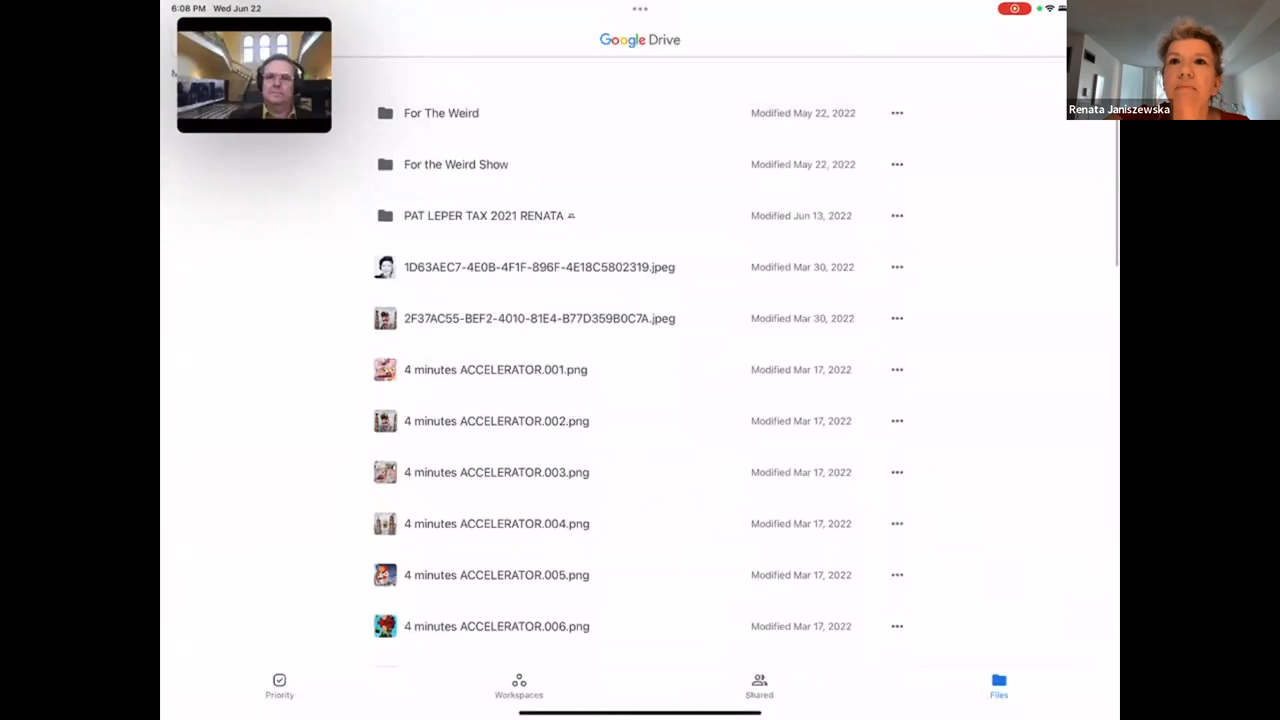 6:08 PM Wed Jun 22
Google Drive
Renata Janiszewska
For The Weird Modified May 22, 2022
For the Weird Show Modified May 22, 2022
PAT LEPER TAX 2021 RENATA Modified Jun 13, 2022
1D63AEC7-4E0B-4F1F-896F-4E18C5802319.jpeg Modified Mar 30, 2022
2F37AC55-BEF2-4010-81E4-B77D359B0C7A.jpeg Modified Mar 30, 2022
4 minutes ACCELERATOR.001.png Modified Mar 17, 2022
4 minutes ACCELERATOR.002.png Modified Mar 17, 2022
4 minutes ACCELERATOR.003.png Modified Mar 17, 2022
4 minutes ACCELERATOR.004.png Modified Mar 17, 2022
4 minutes ACCELERATOR.005.png Modified Mar 17, 2022
4 minutes ACCELERATOR.006.png Modified Mar 17, 2022
Priority Workspaces Shared Files